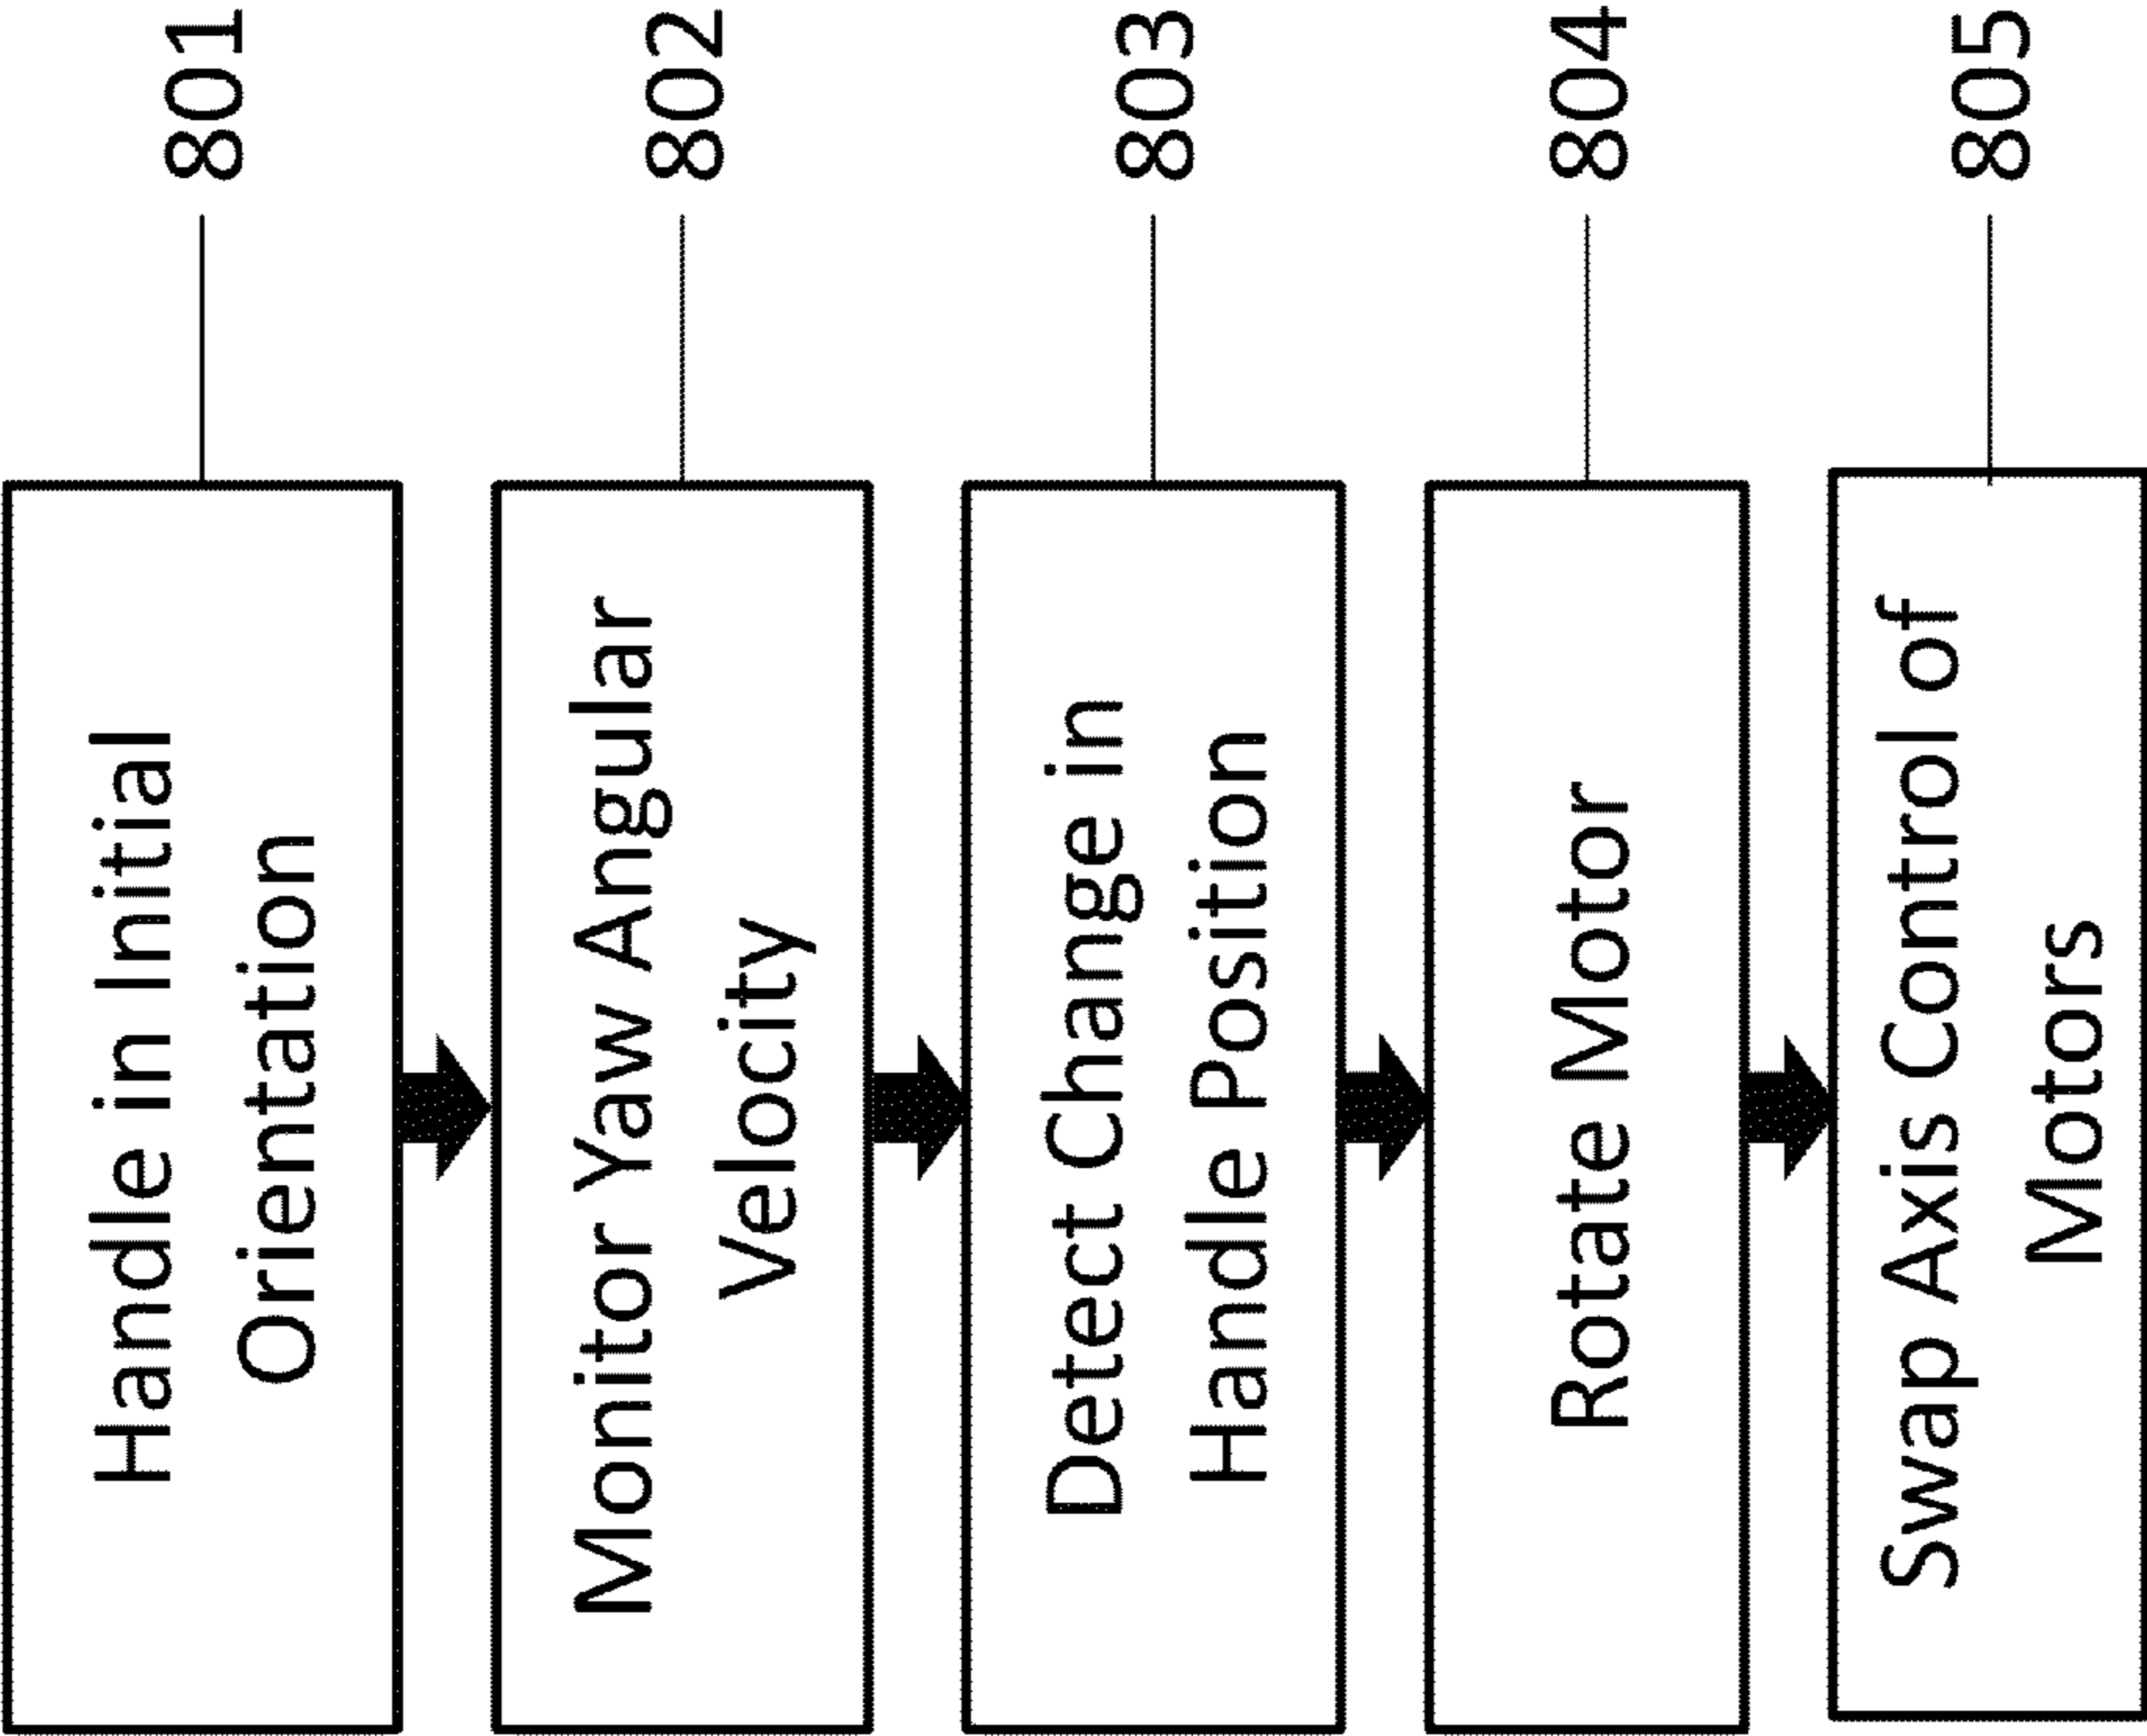 Handle in Initial
Orientation
801
Monitor Yaw Angular
Velocity
802
Detect Change in
Handle Position
803
Rotate Motor
804
Swap Axis Control of
Motors
805